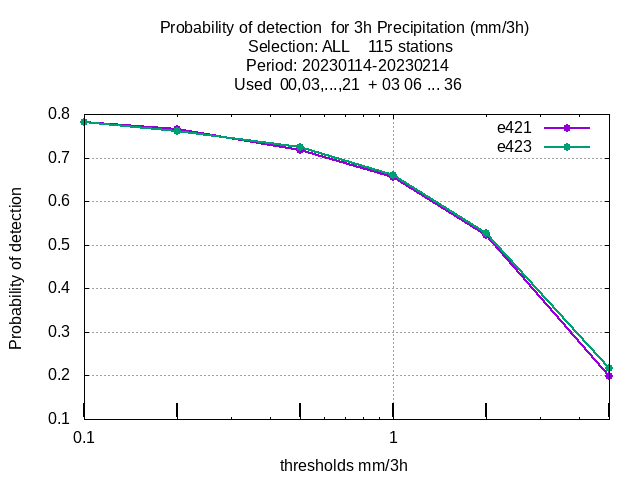 Probability of detection  for 3h Precipitation (mm/3h)
Selection: ALL    115 stations
Period: 20230114-20230214
Used  00,03,...,21  + 03 06 ... 36
e421
e423
Probability of detection
0.8
0.7
0.6
0.5
0.4
0.3
0.2
0.1
0.1
1
thresholds mm/3h